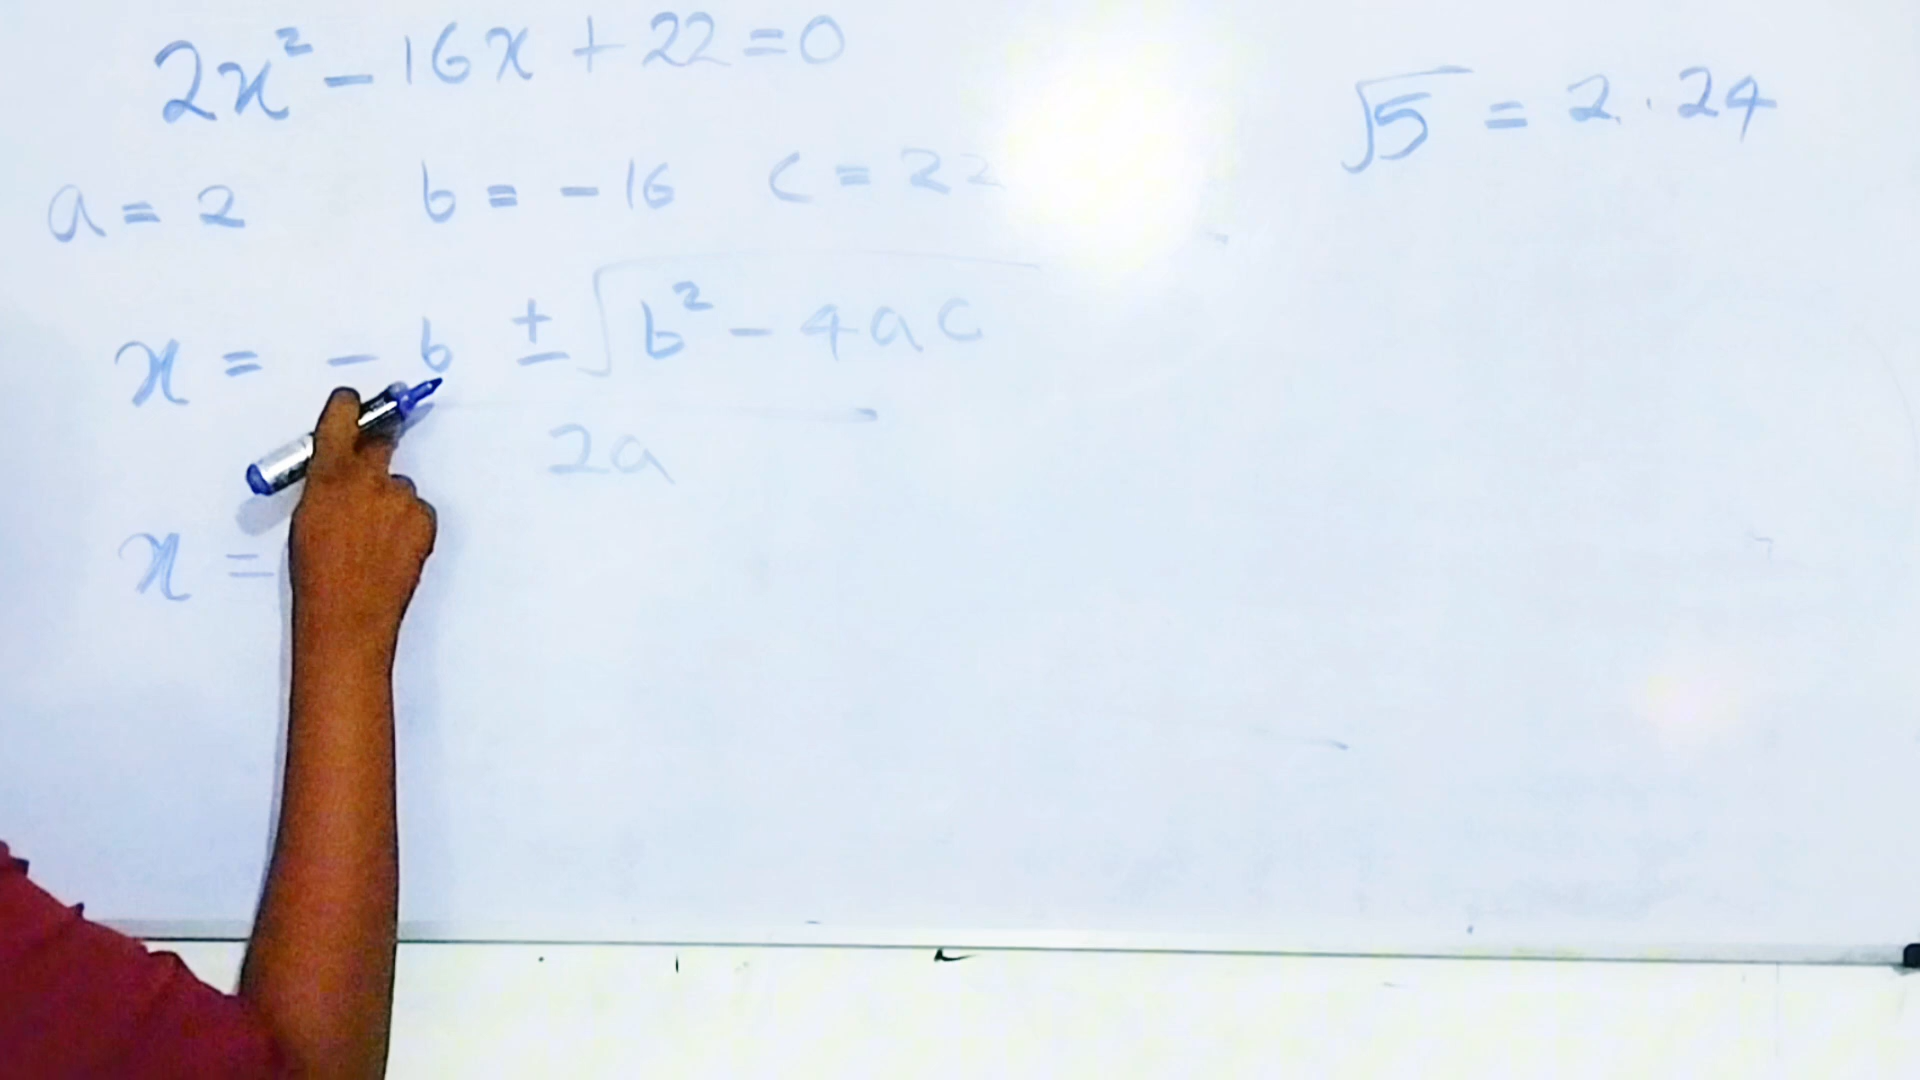 2x² - 16x + 22 = 0
√5 = 2.24
a = 2 b = -16 c = 22
x = - b ± √b² - 4ac
2a
x =